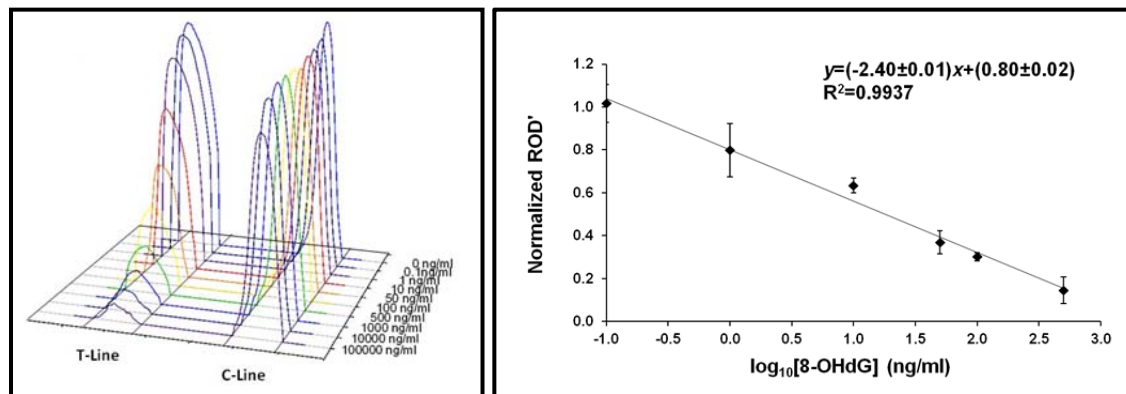 0 ng/ml
0.1ng/ml
1 ng/ml
10 ng/ml
50 ng/ml
100 ng/ml
500 ng/ml
1000 ng/ml
10000 ng/ml
100000 ng/ml
T-Line
C-Line
y=(-2.40±0.01)x+(0.80±0.02)
R²=0.9937
Normalized ROD'
1.2
1.0
0.8
0.6
0.4
0.2
0.0
-1.0 -0.5 0.0 0.5 1.0 1.5 2.0 2.5 3.0
log₁₀[8-OHdG] (ng/ml)